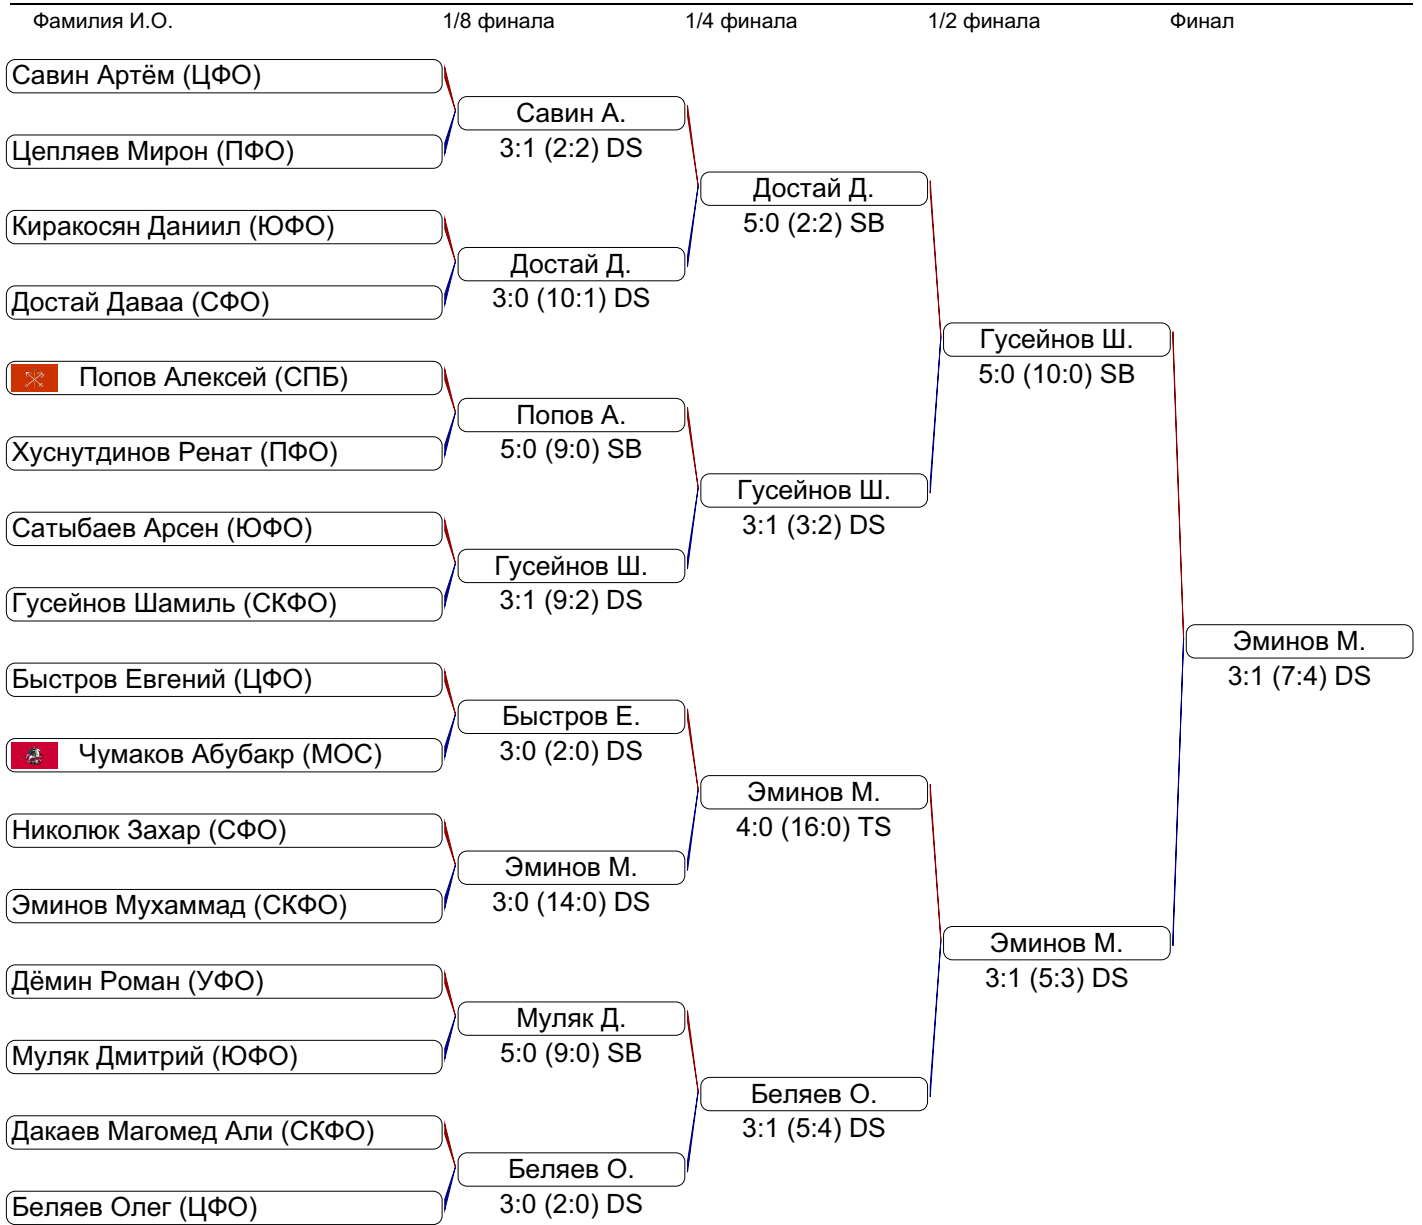 Фамилия И.О.
1/8 финала
1/4 финала
1/2 финала
Финал
Савин Артём (ЦФО)
Савин А.
3:1 (2:2) DS
Цепляев Мирон (ПФО)
Достай Д.
5:0 (2:2) SB
Киракосян Даниил (ЮФО)
Достай Д.
3:0 (10:1) DS
Достай Даваа (СФО)
Гусейнов Ш.
5:0 (10:0) SB
Попов Алексей (СПБ)
Попов А.
5:0 (9:0) SB
Хуснутдинов Ренат (ПФО)
Гусейнов Ш.
3:1 (3:2) DS
Сатыбаев Арсен (ЮФО)
Гусейнов Ш.
3:1 (9:2) DS
Гусейнов Шамиль (СКФО)
Эминов М.
3:1 (7:4) DS
Быстров Евгений (ЦФО)
Быстров Е.
3:0 (2:0) DS
Чумаков Абубакр (МОС)
Эминов М.
4:0 (16:0) TS
Николюк Захар (СФО)
Эминов М.
3:0 (14:0) DS
Эминов Мухаммад (СКФО)
Эминов М.
3:1 (5:3) DS
Дёмин Роман (УФО)
Муляк Д.
5:0 (9:0) SB
Муляк Дмитрий (ЮФО)
Беляев О.
3:1 (5:4) DS
Дакаев Магомед Али (СКФО)
Беляев О.
3:0 (2:0) DS
Беляев Олег (ЦФО)